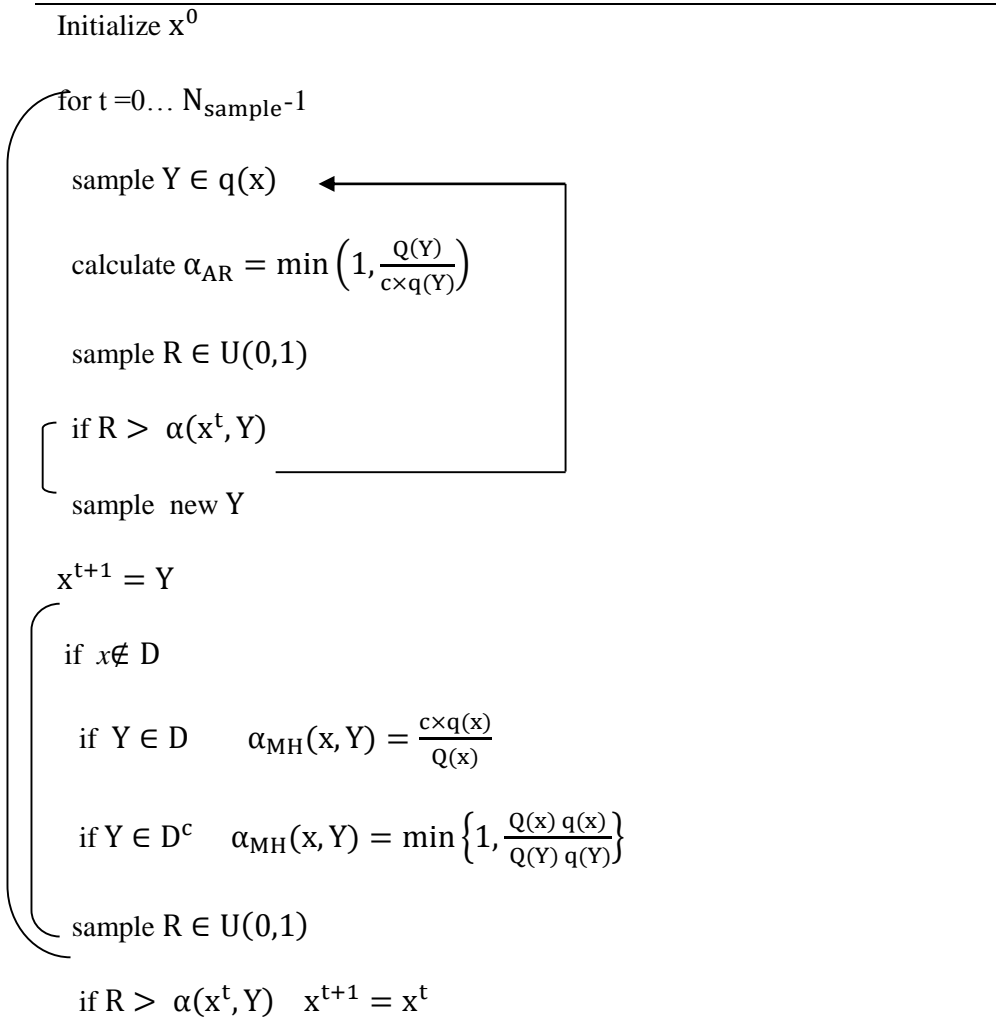 Initialize x⁰
for t =0… N_sample-1
sample Y ∈ q(x)
calculate α_AR = min (1, Q(Y)/(c×q(Y)))
sample R ∈ U(0,1)
if R > α(xᵗ, Y)
sample new Y
xᵗ⁺¹ = Y
if x∉ D
if Y ∈ D α_MH(x, Y) = (c×q(x))/Q(x)
if Y ∈ Dᶜ α_MH(x, Y) = min {1, (Q(x) q(x))/(Q(Y) q(Y))}
sample R ∈ U(0,1)
if R > α(xᵗ, Y) xᵗ⁺¹ = xᵗ